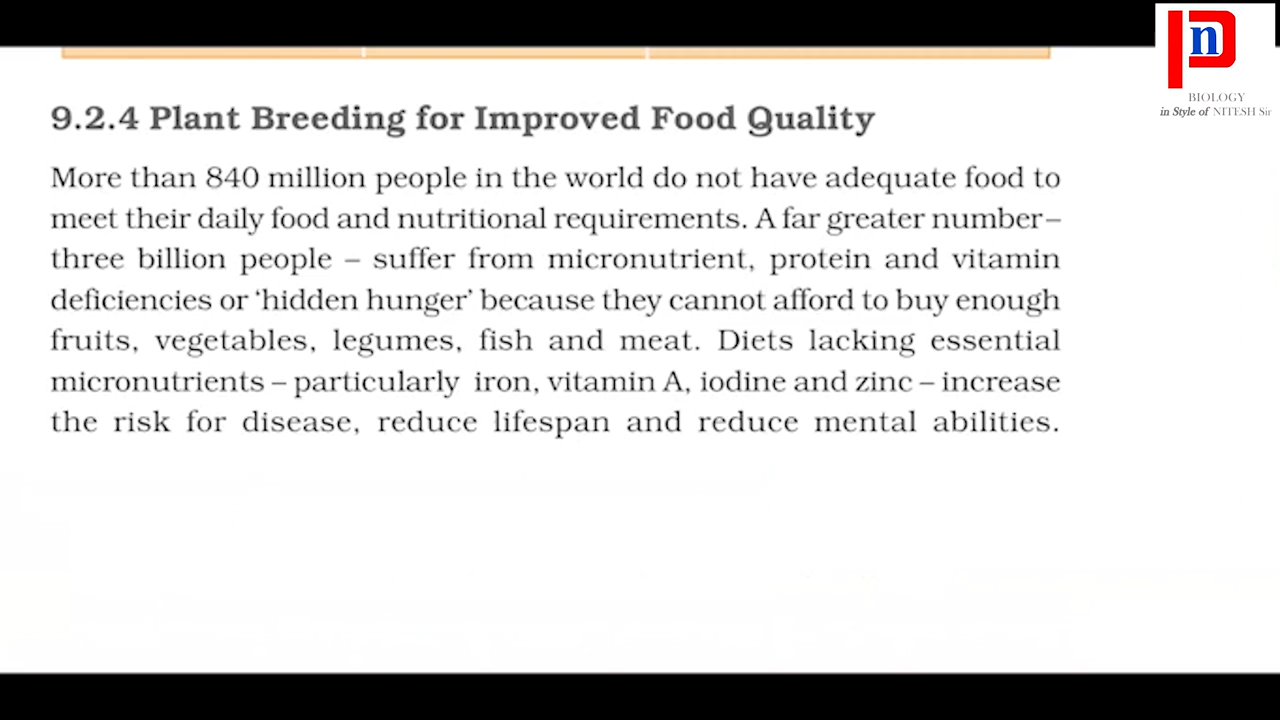 n
BIOLOGY
in Style of NITESH Sir
9.2.4 Plant Breeding for Improved Food Quality
More than 840 million people in the world do not have adequate food to
meet their daily food and nutritional requirements. A far greater number–
three billion people – suffer from micronutrient, protein and vitamin
deficiencies or ‘hidden hunger’ because they cannot afford to buy enough
fruits, vegetables, legumes, fish and meat. Diets lacking essential
micronutrients – particularly iron, vitamin A, iodine and zinc – increase
the risk for disease, reduce lifespan and reduce mental abilities.